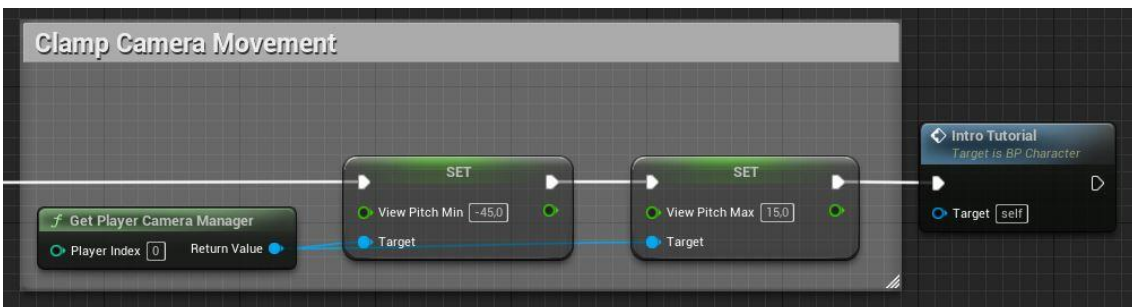 Clamp Camera Movement
Intro Tutorial
Target is BP Character
SET
SET
View Pitch Min -45,0
View Pitch Max 15,0
Target
Target
Target self
f Get Player Camera Manager
Player Index 0 Return Value